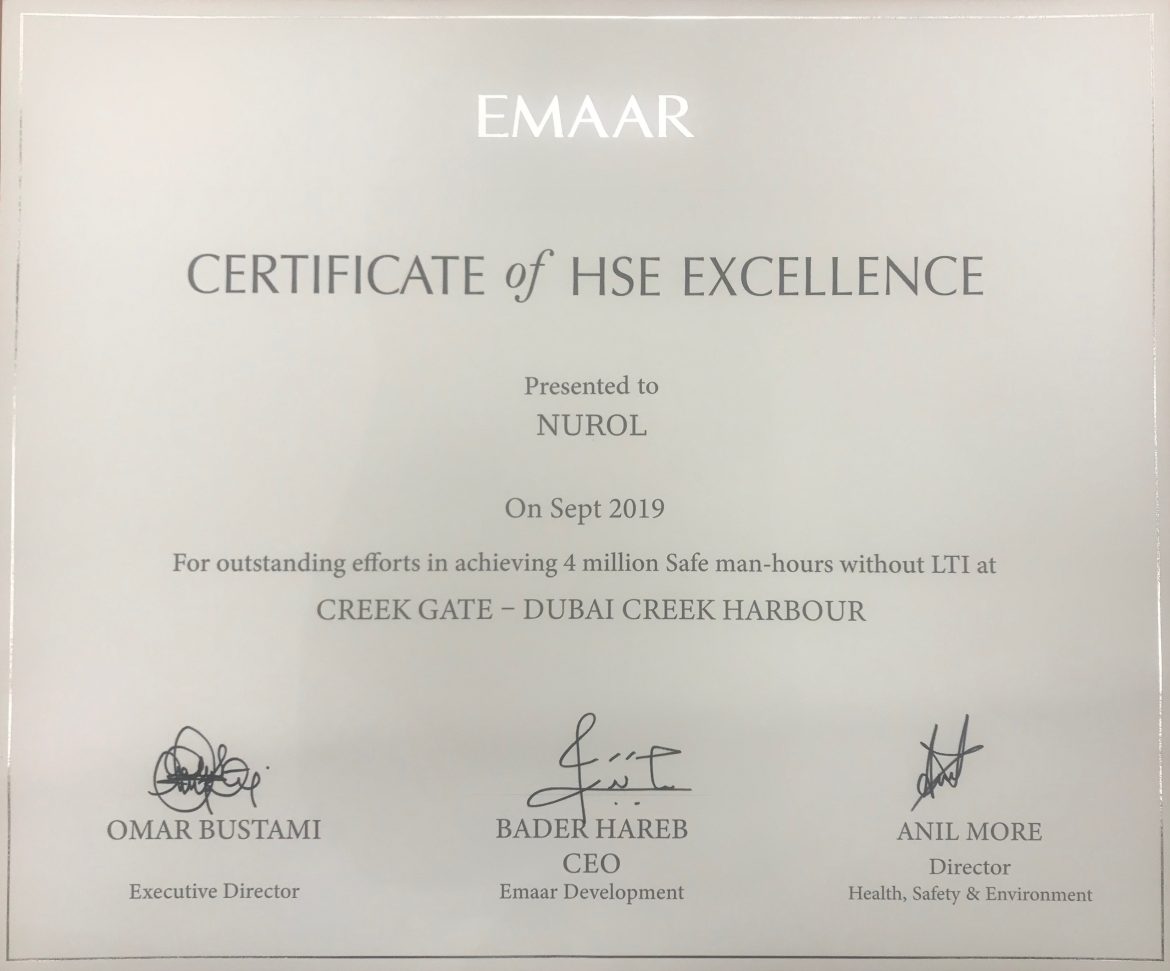 EMAAR
CERTIFICATE of HSE EXCELLENCE
Presented to
NUROL
On Sept 2019
For outstanding efforts in achieving 4 million Safe man-hours without LTI at
CREEK GATE – DUBAI CREEK HARBOUR
OMAR BUSTAMI
Executive Director
BADER HAREB
CEO
Emaar Development
ANIL MORE
Director
Health, Safety & Environment